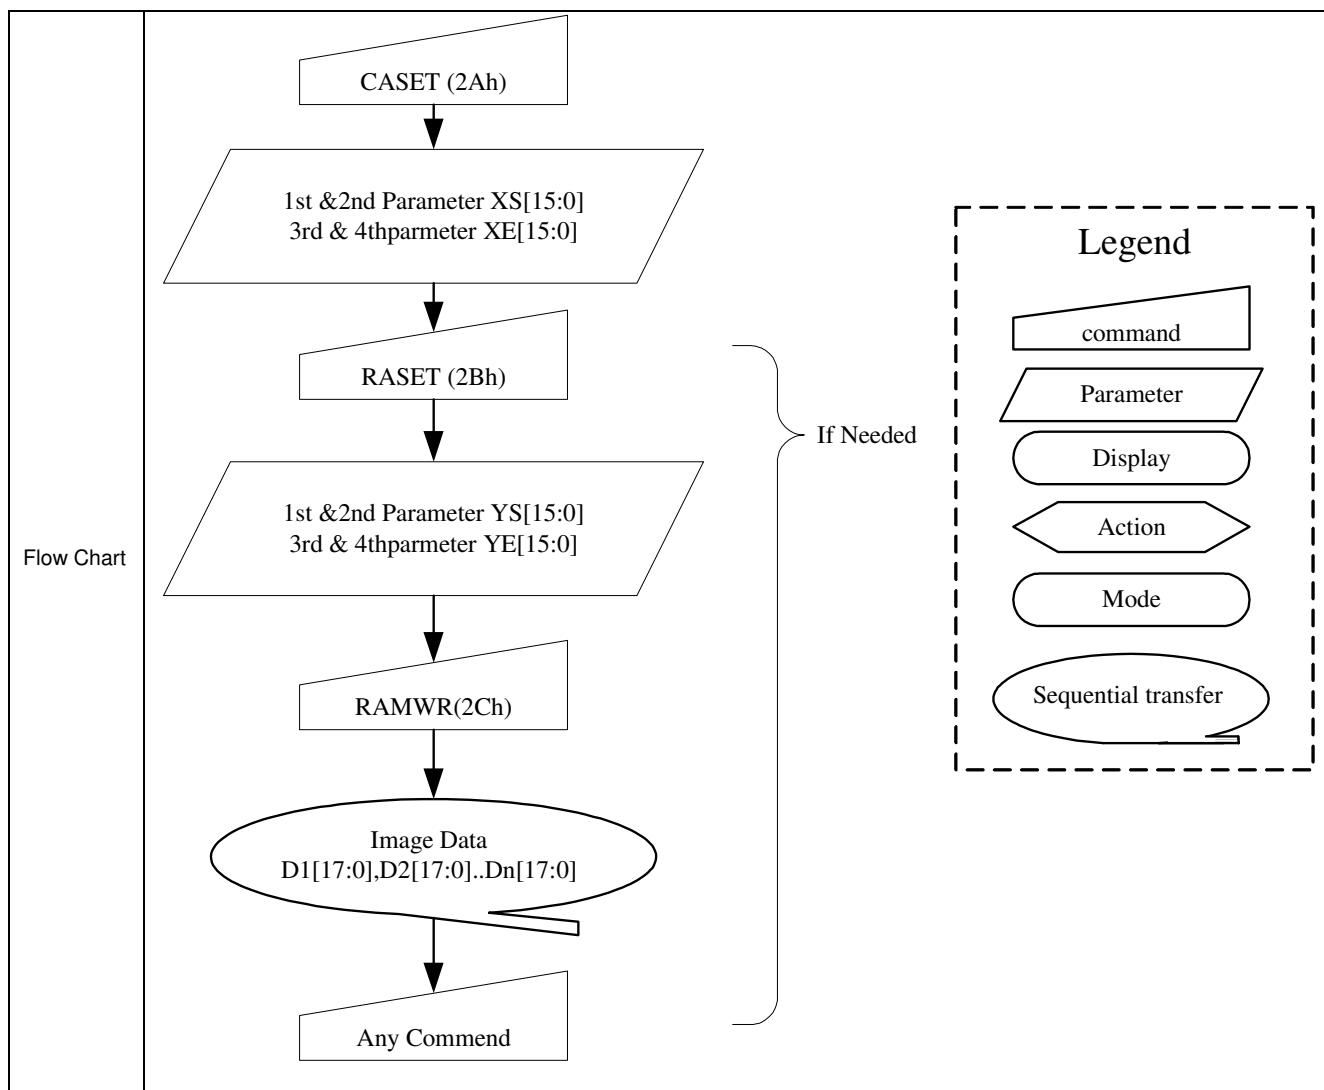 Flow Chart
CASET (2Ah)
1st &2nd Parameter XS[15:0]
3rd & 4thparmeter XE[15:0]
RASET (2Bh)
If Needed
1st &2nd Parameter YS[15:0]
3rd & 4thparmeter YE[15:0]
RAMWR(2Ch)
Image Data
D1[17:0],D2[17:0]..Dn[17:0]
Any Commend
Legend
command
Parameter
Display
Action
Mode
Sequential transfer